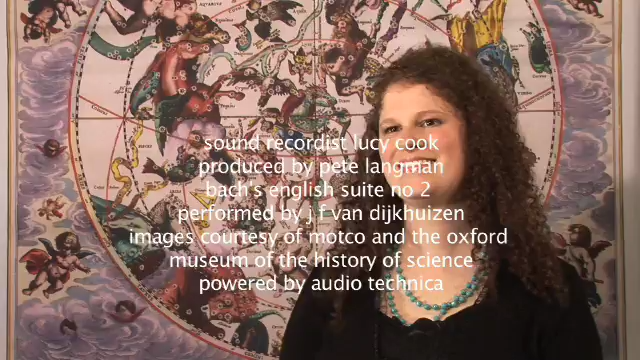 sound recordist lucy cook
produced by pete langman
bach's english suite no 2
performed by j f van dijkhuizen
images courtesy of motco and the oxford
museum of the history of science
powered by audio technica